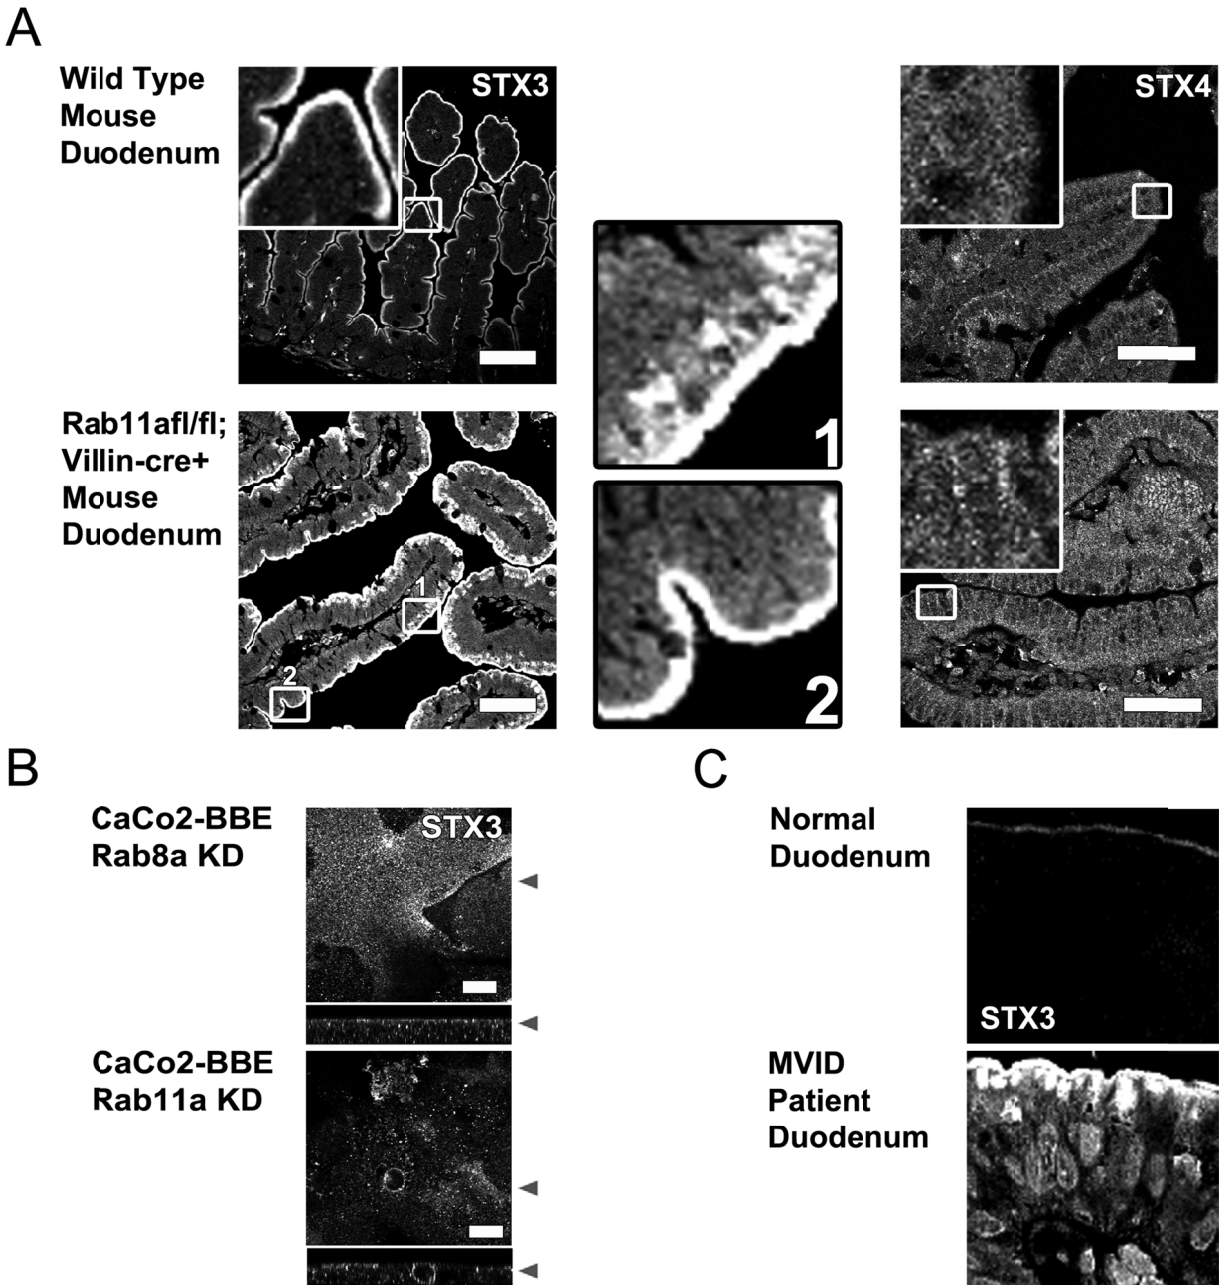 A
Wild Type
Mouse
Duodenum
STX3
STX4
Rab11afl/fl;
Villin-cre+
Mouse
Duodenum
1
2
1
2
B
CaCo2-BBE
Rab8a KD
STX3
CaCo2-BBE
Rab11a KD
C
Normal
Duodenum
STX3
MVID
Patient
Duodenum